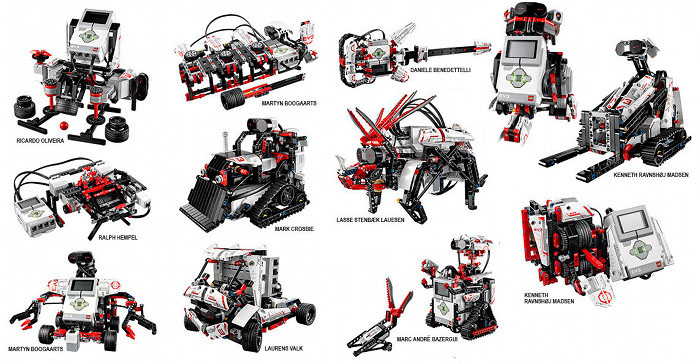 DANIELE BENEDETTELLI
MARTYN BOOGAARTS
RICARDO OLIVEIRA
KENNETH RAVNSHØJ MADSEN
LASSE STENBÆK LAUESEN
MARK CROSBIE
RALPH HEMPEL
KENNETH
RAVNSHØJ MADSEN
MARC ANDRÉ BAZERGUI
MARTYN BOOGAARTS
LAURENS VALK